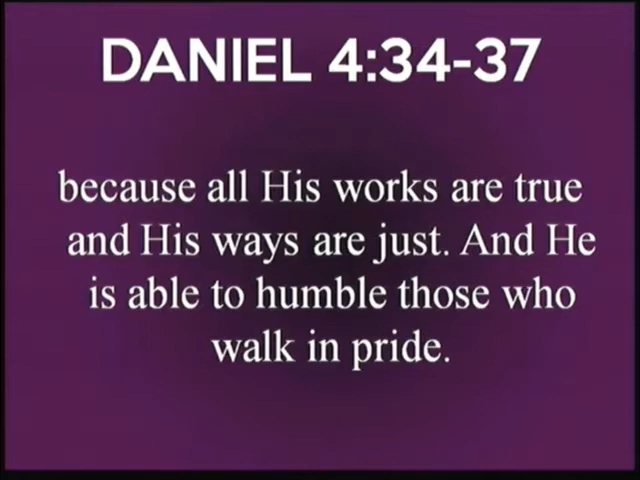 DANIEL 4:34-37
because all His works are true
and His ways are just. And He
is able to humble those who
walk in pride.